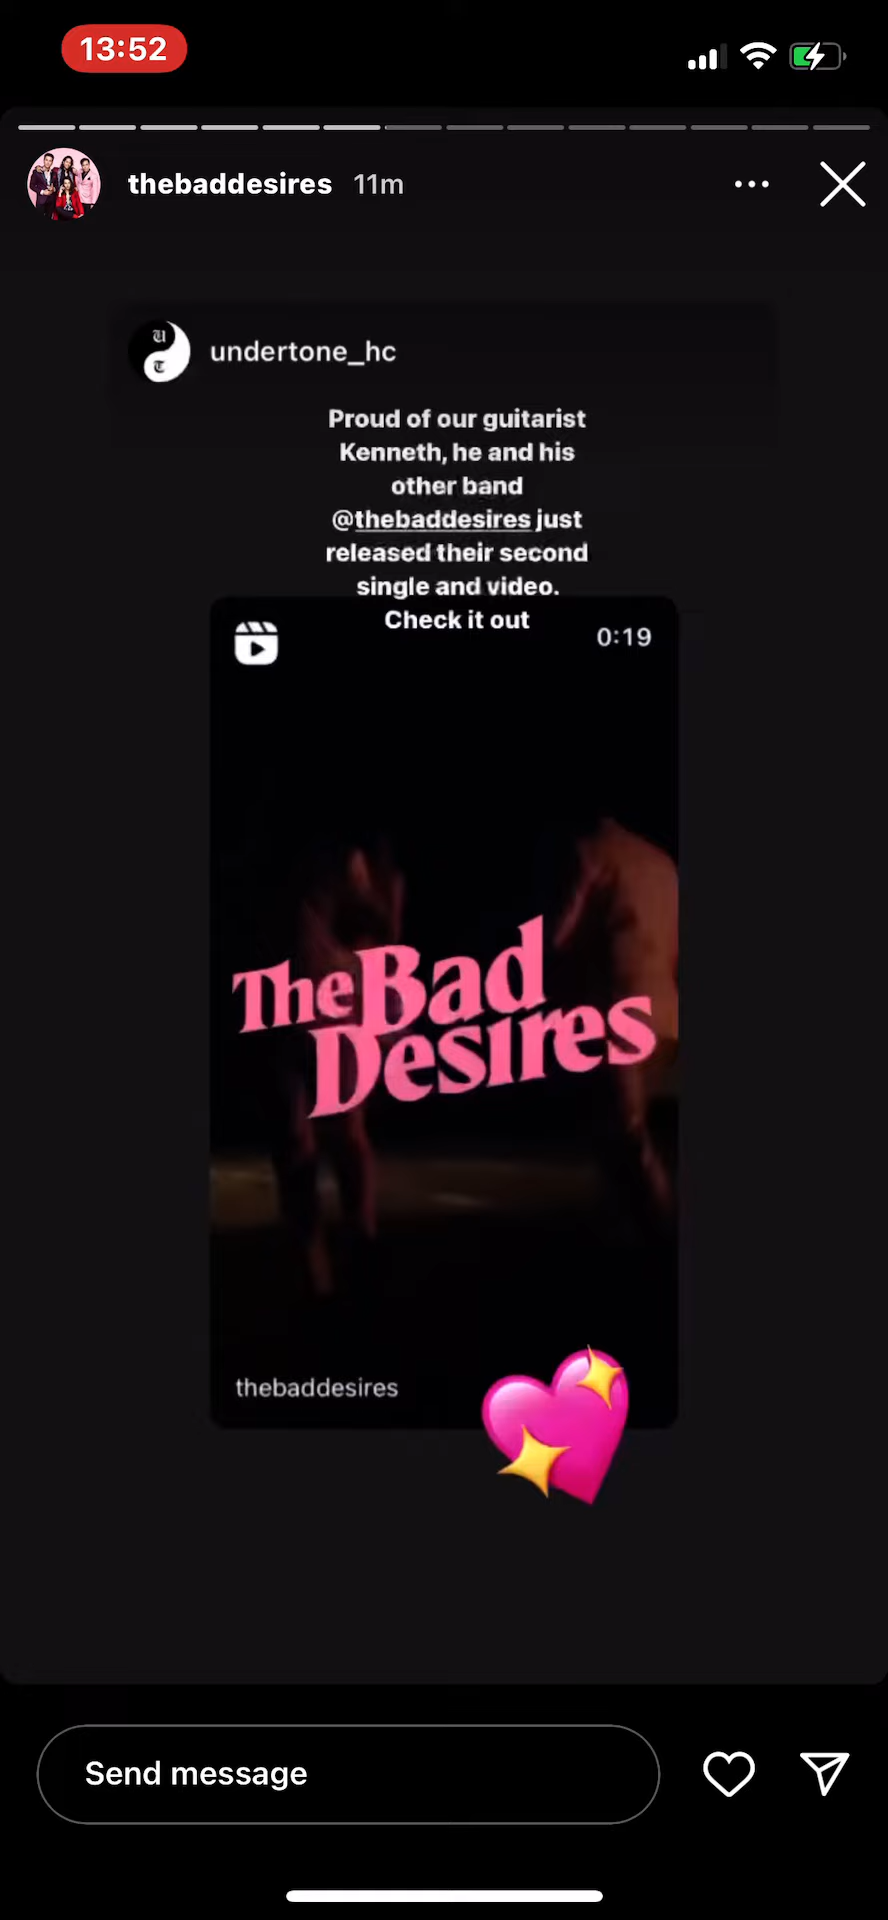 13:52
thebaddesires 11m
undertone_hc
Proud of our guitarist
Kenneth, he and his
other band
@thebaddesires just
released their second
single and video.
Check it out
0:19
The Bad
Desires
thebaddesires
Send message